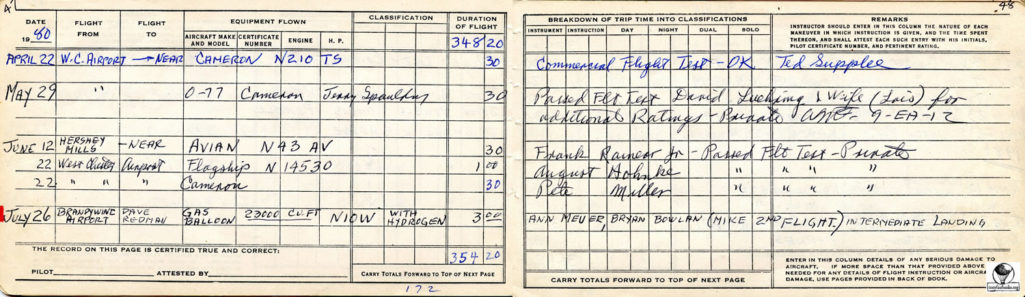 DATE
1980
FLIGHT FROM
FLIGHT TO
EQUIPMENT FLOWN
AIRCRAFT MAKE AND MODEL
CERTIFICATE NUMBER
ENGINE
H. P.
CLASSIFICATION
DURATION OF FLIGHT
348 20
APRIL 22 W.C. AIRPORT → NEAR CAMERON N210 TS 30
MAY 29 " O-77 Cameron Jerry Spaulding 30
JUNE 12 HERSHEY MILLS - NEAR AVIAN N43 AV 30
22 West Chester Airport Flagship N 14530 1 00
22 " " " Cameron 30
JULY 26 BRANDYWINE AIRPORT DAVE REDMAN GAS BALLOON 23000 CU.FT N10W WITH HYDROGEN 3 00
THE RECORD ON THIS PAGE IS CERTIFIED TRUE AND CORRECT:
354 20
PILOT ATTESTED BY
CARRY TOTALS FORWARD TO TOP OF NEXT PAGE
172
48
BREAKDOWN OF TRIP TIME INTO CLASSIFICATIONS
INSTRUMENT INSTRUCTION DAY NIGHT DUAL SOLO
REMARKS
INSTRUCTOR SHOULD ENTER IN THIS COLUMN THE NATURE OF EACH
MANEUVER IN WHICH INSTRUCTION IS GIVEN, AND THE TIME SPENT
THEREON, AND SHALL ATTEST EACH SUCH ENTRY WITH HIS INITIALS,
PILOT CERTIFICATE NUMBER, AND PERTINENT RATING.
Commercial Flight Test - OK Ted Supplee
Passed Flt Test David & Wife (Lois) for
additional Ratings - Private 9-EA-12
Frank Jr - Passed Flt Test - Private
August Hohnke " " " "
Pete Miller " " " "
ANN MEUER, BRYAN BOWLAN (MIKE 2ND FLIGHT.) INTERMEDIATE LANDING
ENTER IN THIS COLUMN DETAILS OF ANY SERIOUS DAMAGE TO
AIRCRAFT. IF MORE SPACE THAN THAT PROVIDED ABOVE
NEEDED FOR ANY DETAILS OF FLIGHT INSTRUCTION OR AIRCRA
DAMAGE, USE PAGES PROVIDED IN BACK OF BOOK.
CARRY TOTALS FORWARD TO TOP OF NEXT PAGE